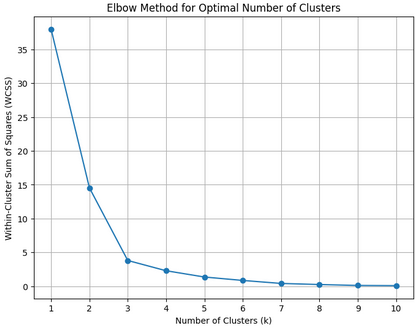 Elbow Method for Optimal Number of Clusters
Within-Cluster Sum of Squares (WCSS)
35
30
25
20
15
10
5
0
1 2 3 4 5 6 7 8 9 10
Number of Clusters (k)